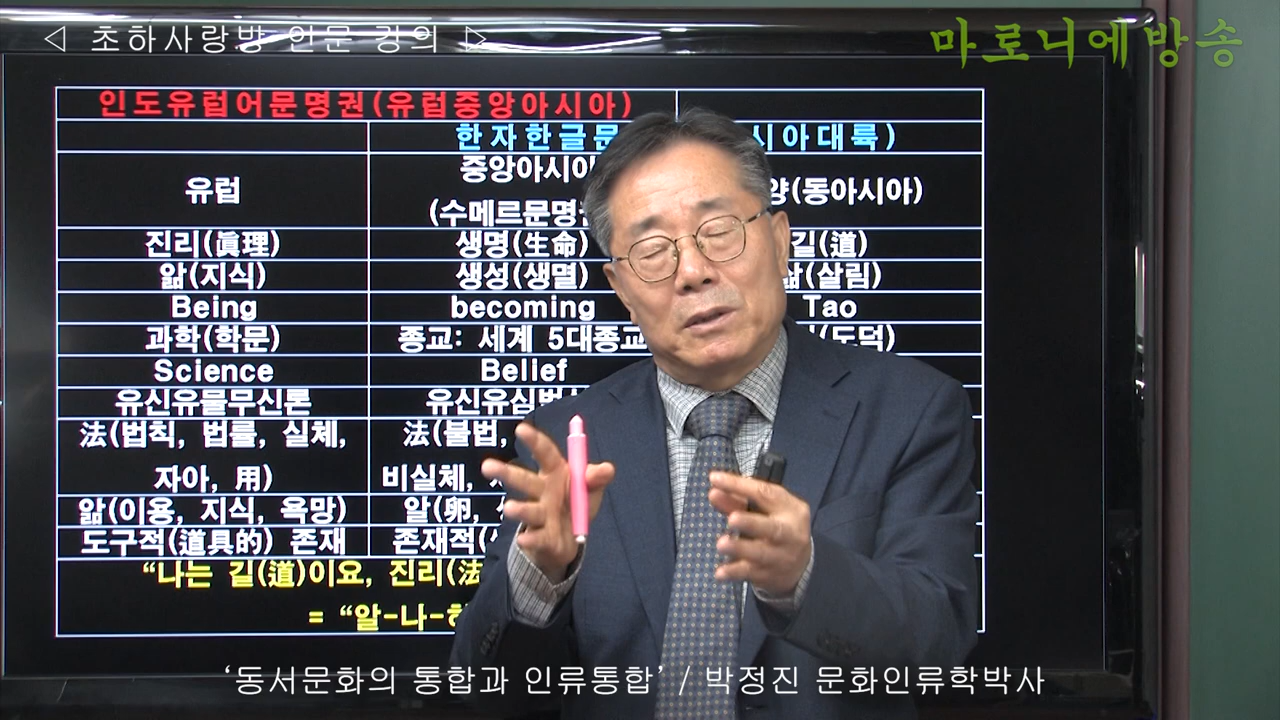 ◁ 초하사랑방 인문 강의 ▷
마로니에방송
인도유럽어문명권(유럽중앙아시아)
한자한글문 시아대륙)
유럽
중앙아시아
(수메르문명권
(동아시아)
진리(眞理) 생명(生命) 길(道)
앎(지식) 생성(생멸) 삶(살림)
Being becoming Tao
과학(학문) 종교: 세계 5대종교 (도덕)
Science Belief
유신유물무신론 유신유심
法(법칙, 법률, 실체, 法(불법,
자아, 用) 비실체,
앎(이용, 지식, 욕망) 알(卵,
도구적(道具的) 존재 존재적(
“나는 길(道)이요, 진리(法
= “알-나-
‘동서문화의 통합과 인류통합’ / 박정진 문화인류학박사